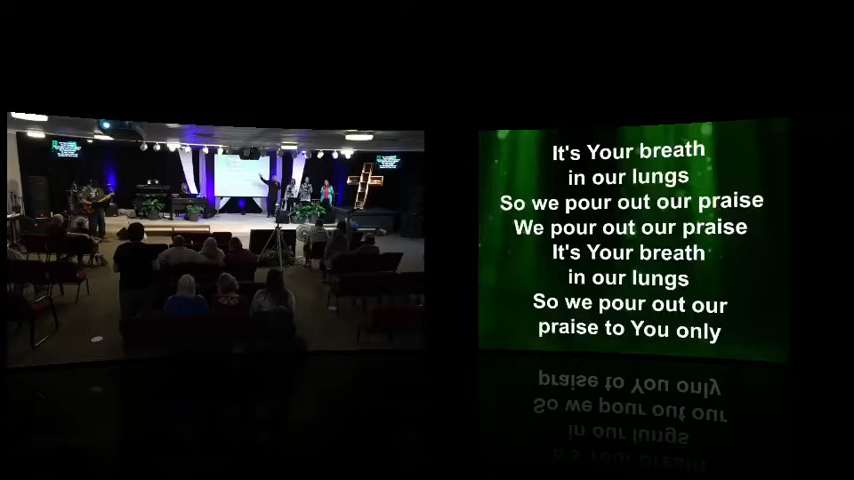 It's Your breath
in our lungs
So we pour out our praise
We pour out our praise
It's Your breath
in our lungs
So we pour out our
praise to You only